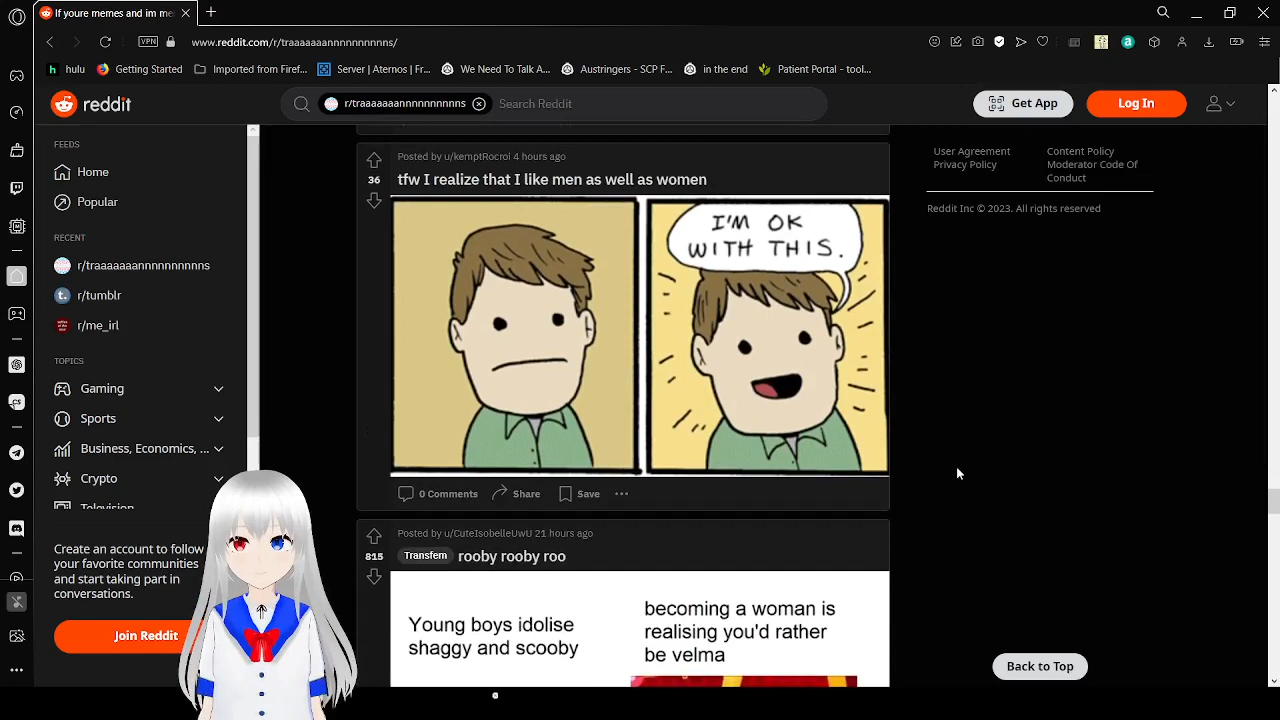 If youre memes and im me
www.reddit.com/r/traaaaaaannnnnnnnnns/
VPN
hulu
Getting Started
Imported from Firef...
Server | Aternos | Fr...
We Need To Talk A...
Austringers - SCP F...
in the end
Patient Portal - tool...
reddit
r/traaaaaaannnnnnnnnns
Search Reddit
Get App
Log In
FEEDS
Home
Popular
RECENT
r/traaaaaaannnnnnnnnns
r/tumblr
r/me_irl
TOPICS
Gaming
Sports
Business, Economics, ...
Crypto
Television
Create an account to follow
your favorite communities
and start taking part in
conversations.
Join Reddit
Posted by u/kemptRocrol 4 hours ago
36
tfw I realize that I like men as well as women
I'M OK
WITH THIS.
0 Comments
Share
Save
Posted by u/CuteIsobelleUwU 21 hours ago
815
Transfem
rooby rooby roo
Young boys idolise
shaggy and scooby
becoming a woman is
realising you'd rather
be velma
User Agreement
Privacy Policy
Content Policy
Moderator Code Of
Conduct
Reddit Inc © 2023. All rights reserved
Back to Top